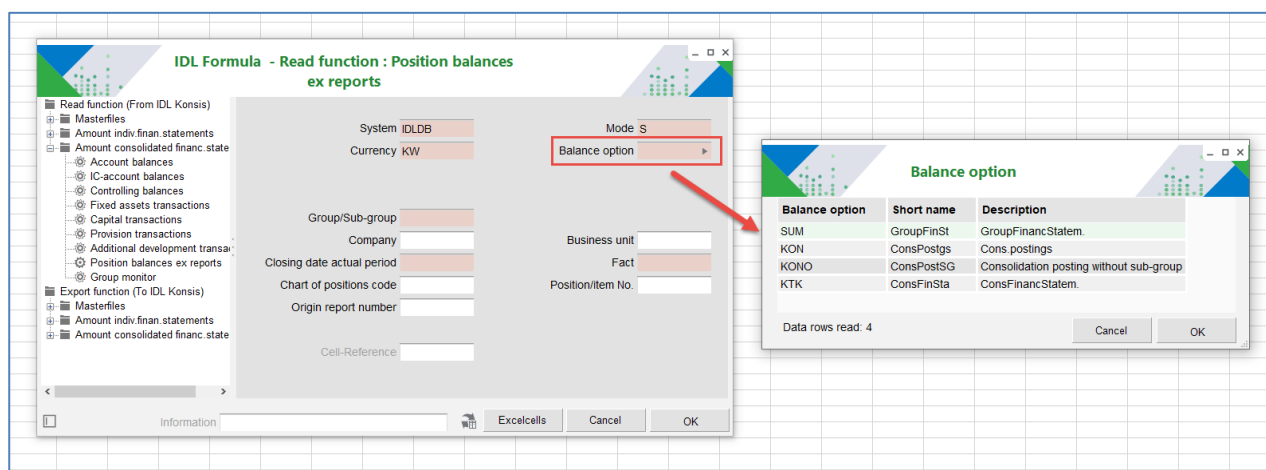 IDL Formula - Read function : Position balances
ex reports
Read function (From IDL Konsis)
Masterfiles
Amount indiv.finan.statements
Amount consolidated financ.state
Account balances
IC-account balances
Controlling balances
Fixed assets transactions
Capital transactions
Provision transactions
Additional development transa
Position balances ex reports
Group monitor
Export function (To IDL Konsis)
Masterfiles
Amount indiv.finan.statements
Amount consolidated financ.state
System IDLDB Mode S
Currency KW Balance option
Group/Sub-group
Company Business unit
Closing date actual period Fact
Chart of positions code Position/item No.
Origin report number
Cell-Reference
Information Excelcells Cancel OK
Balance option
Balance option Short name Description
SUM GroupFinSt GroupFinancStatem.
KON ConsPostgs Cons.postings
KONO ConsPostSG Consolidation posting without sub-group
KTK ConsFinSta ConsFinancStatem.
Data rows read: 4 Cancel OK